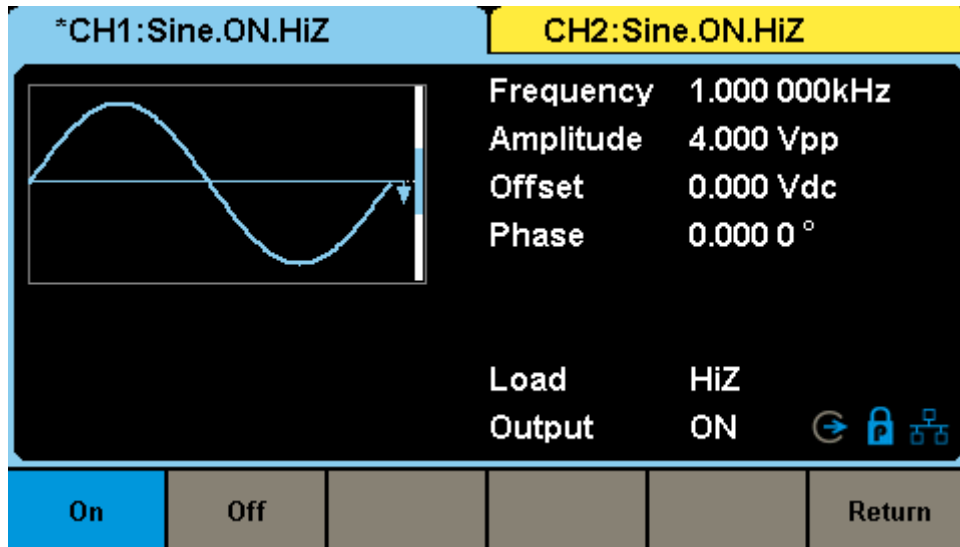 *CH1:Sine.ON.HiZ
CH2:Sine.ON.HiZ
Frequency 1.000 000kHz
Amplitude 4.000 Vpp
Offset 0.000 Vdc
Phase 0.000 0 °
Load HiZ
Output ON
P
On Off Return